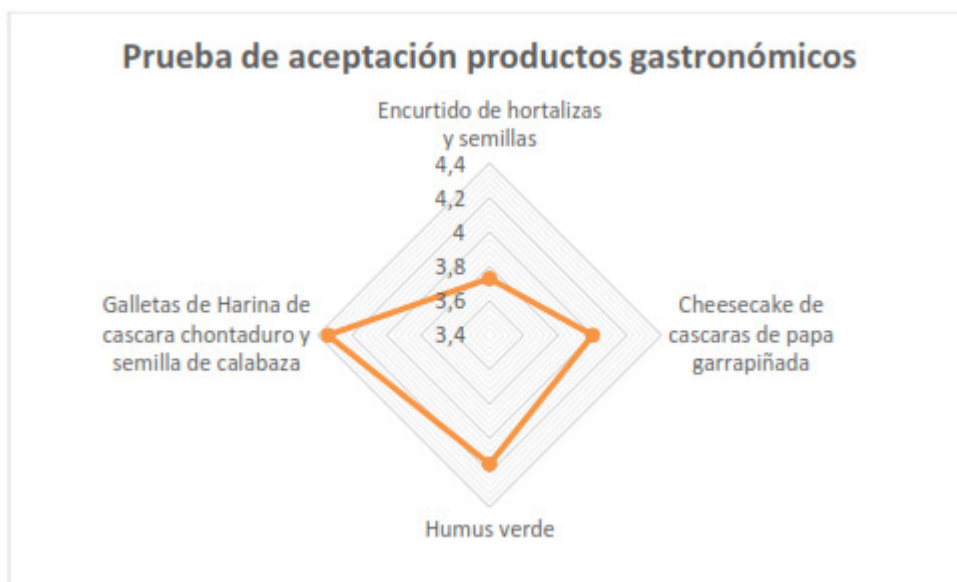 Prueba de aceptación productos gastronómicos
Encurtido de hortalizas
y semillas
4,4
4,2
4
3,8
3,6
3,4
Galletas de Harina de
cascara chontaduro y
semilla de calabaza
Cheesecake de
cascaras de papa
garrapiñada
Humus verde